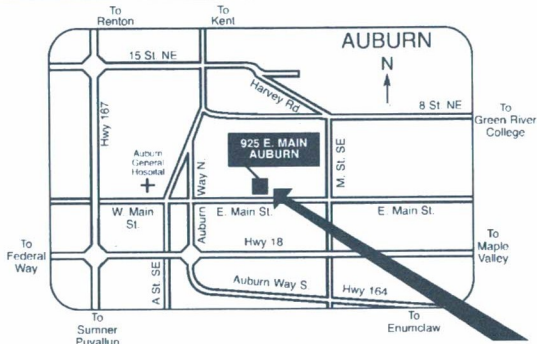 To
Renton
To
Kent
AUBURN
N
15 St. NE
Harvey Rd.
8 St. NE
To
Green River
College
Hwy 167
925 E. MAIN
AUBURN
M. St. SE
Auburn
General
Hospital
Auburn Way N.
W. Main
St.
E. Main St.
E. Main St.
To
Federal
Way
Hwy 18
To
Maple
Valley
A St. SE
Auburn Way S.
Hwy 164
To
Sumner
Puyallup
To
Enumclaw